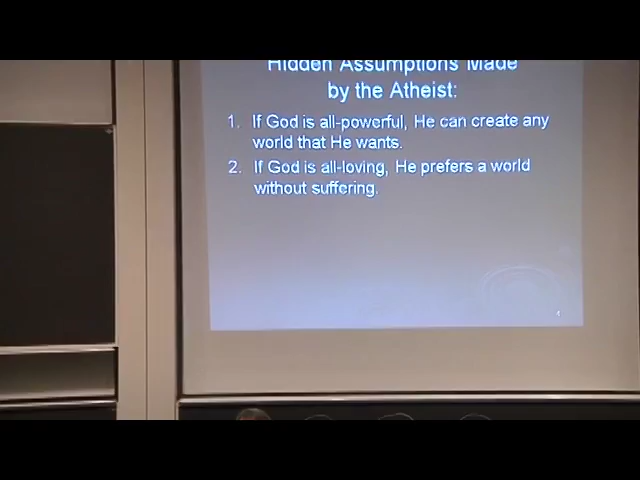 Hidden Assumptions Made
by the Atheist:
1. If God is all-powerful, He can create any
world that He wants.
2. If God is all-loving, He prefers a world
without suffering.